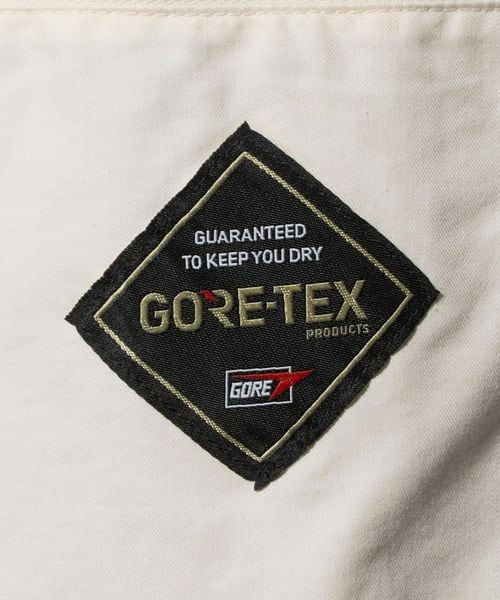 GUARANTEED
TO KEEP YOU DRY
GORE-TEX
PRODUCTS
GORE